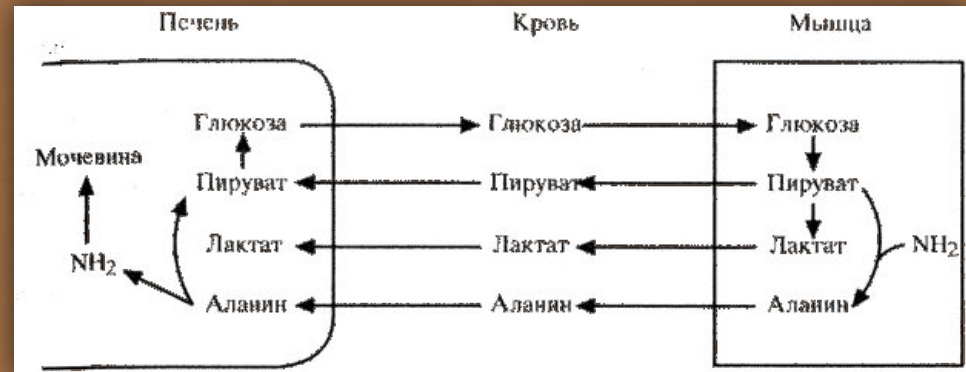 Печень Кровь Мышца
Глюкоза Глюкоза Глюкоза
Мочевина
Пируват Пируват Пируват
Лактат Лактат Лактат NH2
NH2
Аланин Аланин Аланин